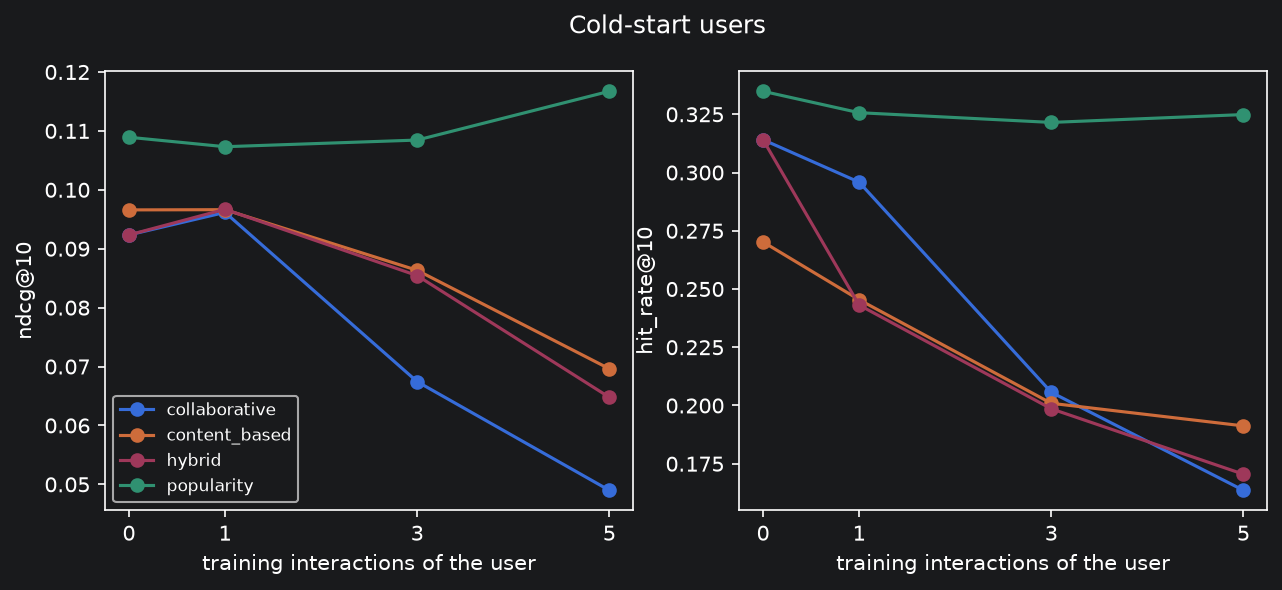 Cold-start users
ndcg@10
0.12
0.11
0.10
0.09
0.08
0.07
0.06
0.05
collaborative
content_based
hybrid
popularity
0 1 3 5
training interactions of the user
hit_rate@10
0.325
0.300
0.275
0.250
0.225
0.200
0.175
0 1 3 5
training interactions of the user